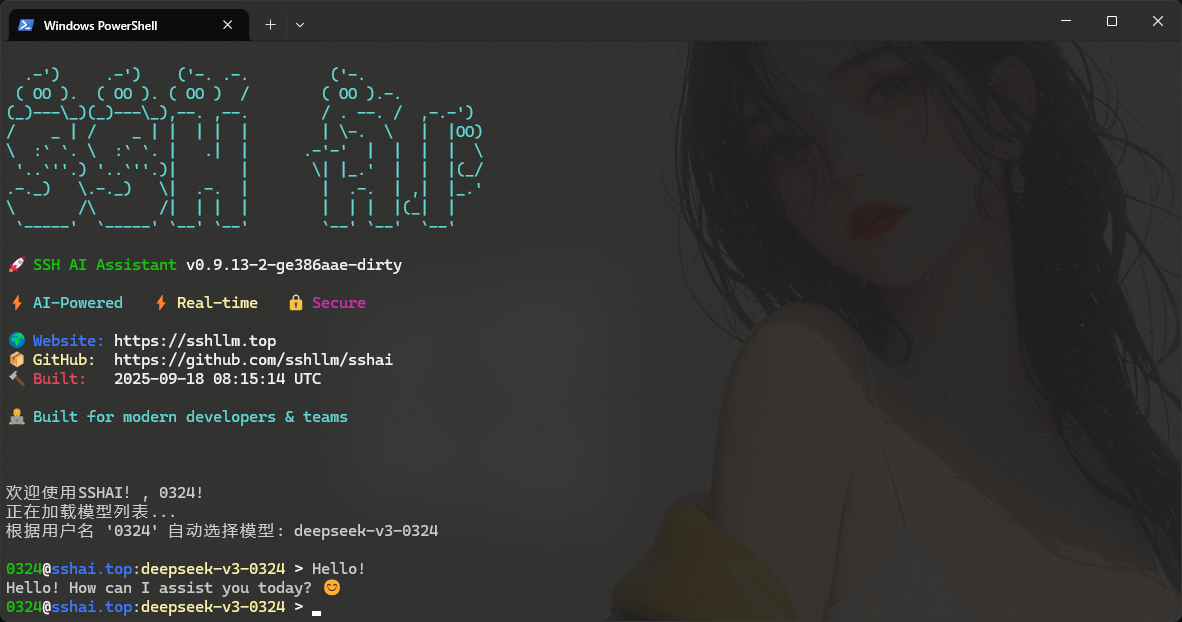 Windows PowerShell
SSH AI
🚀 SSH AI Assistant v0.9.13-2-ge386aae-dirty
⚡ AI-Powered ⚡ Real-time 🔒 Secure
🌍 Website: https://sshllm.top
📦 GitHub: https://github.com/sshllm/sshai
🔨 Built: 2025-09-18 08:15:14 UTC
🧑‍💻 Built for modern developers & teams
欢迎使用SSHAI! , 0324!
正在加载模型列表...
根据用户名 '0324' 自动选择模型: deepseek-v3-0324
0324@sshai.top:deepseek-v3-0324 > Hello!
Hello! How can I assist you today? 😊
0324@sshai.top:deepseek-v3-0324 >